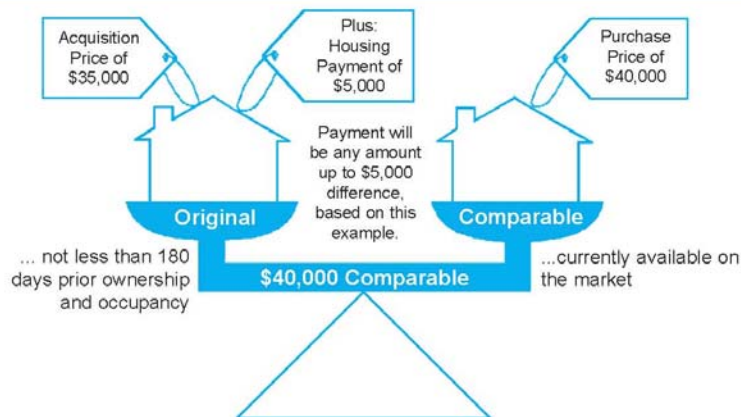 Acquisition
Price of
$35,000
Plus:
Housing
Payment of
$5,000
Purchase
Price of
$40,000
Payment will
be any amount
up to $5,000
difference,
based on this
example.
Original
Comparable
... not less than 180
days prior ownership
and occupancy
$40,000 Comparable
...currently available on
the market